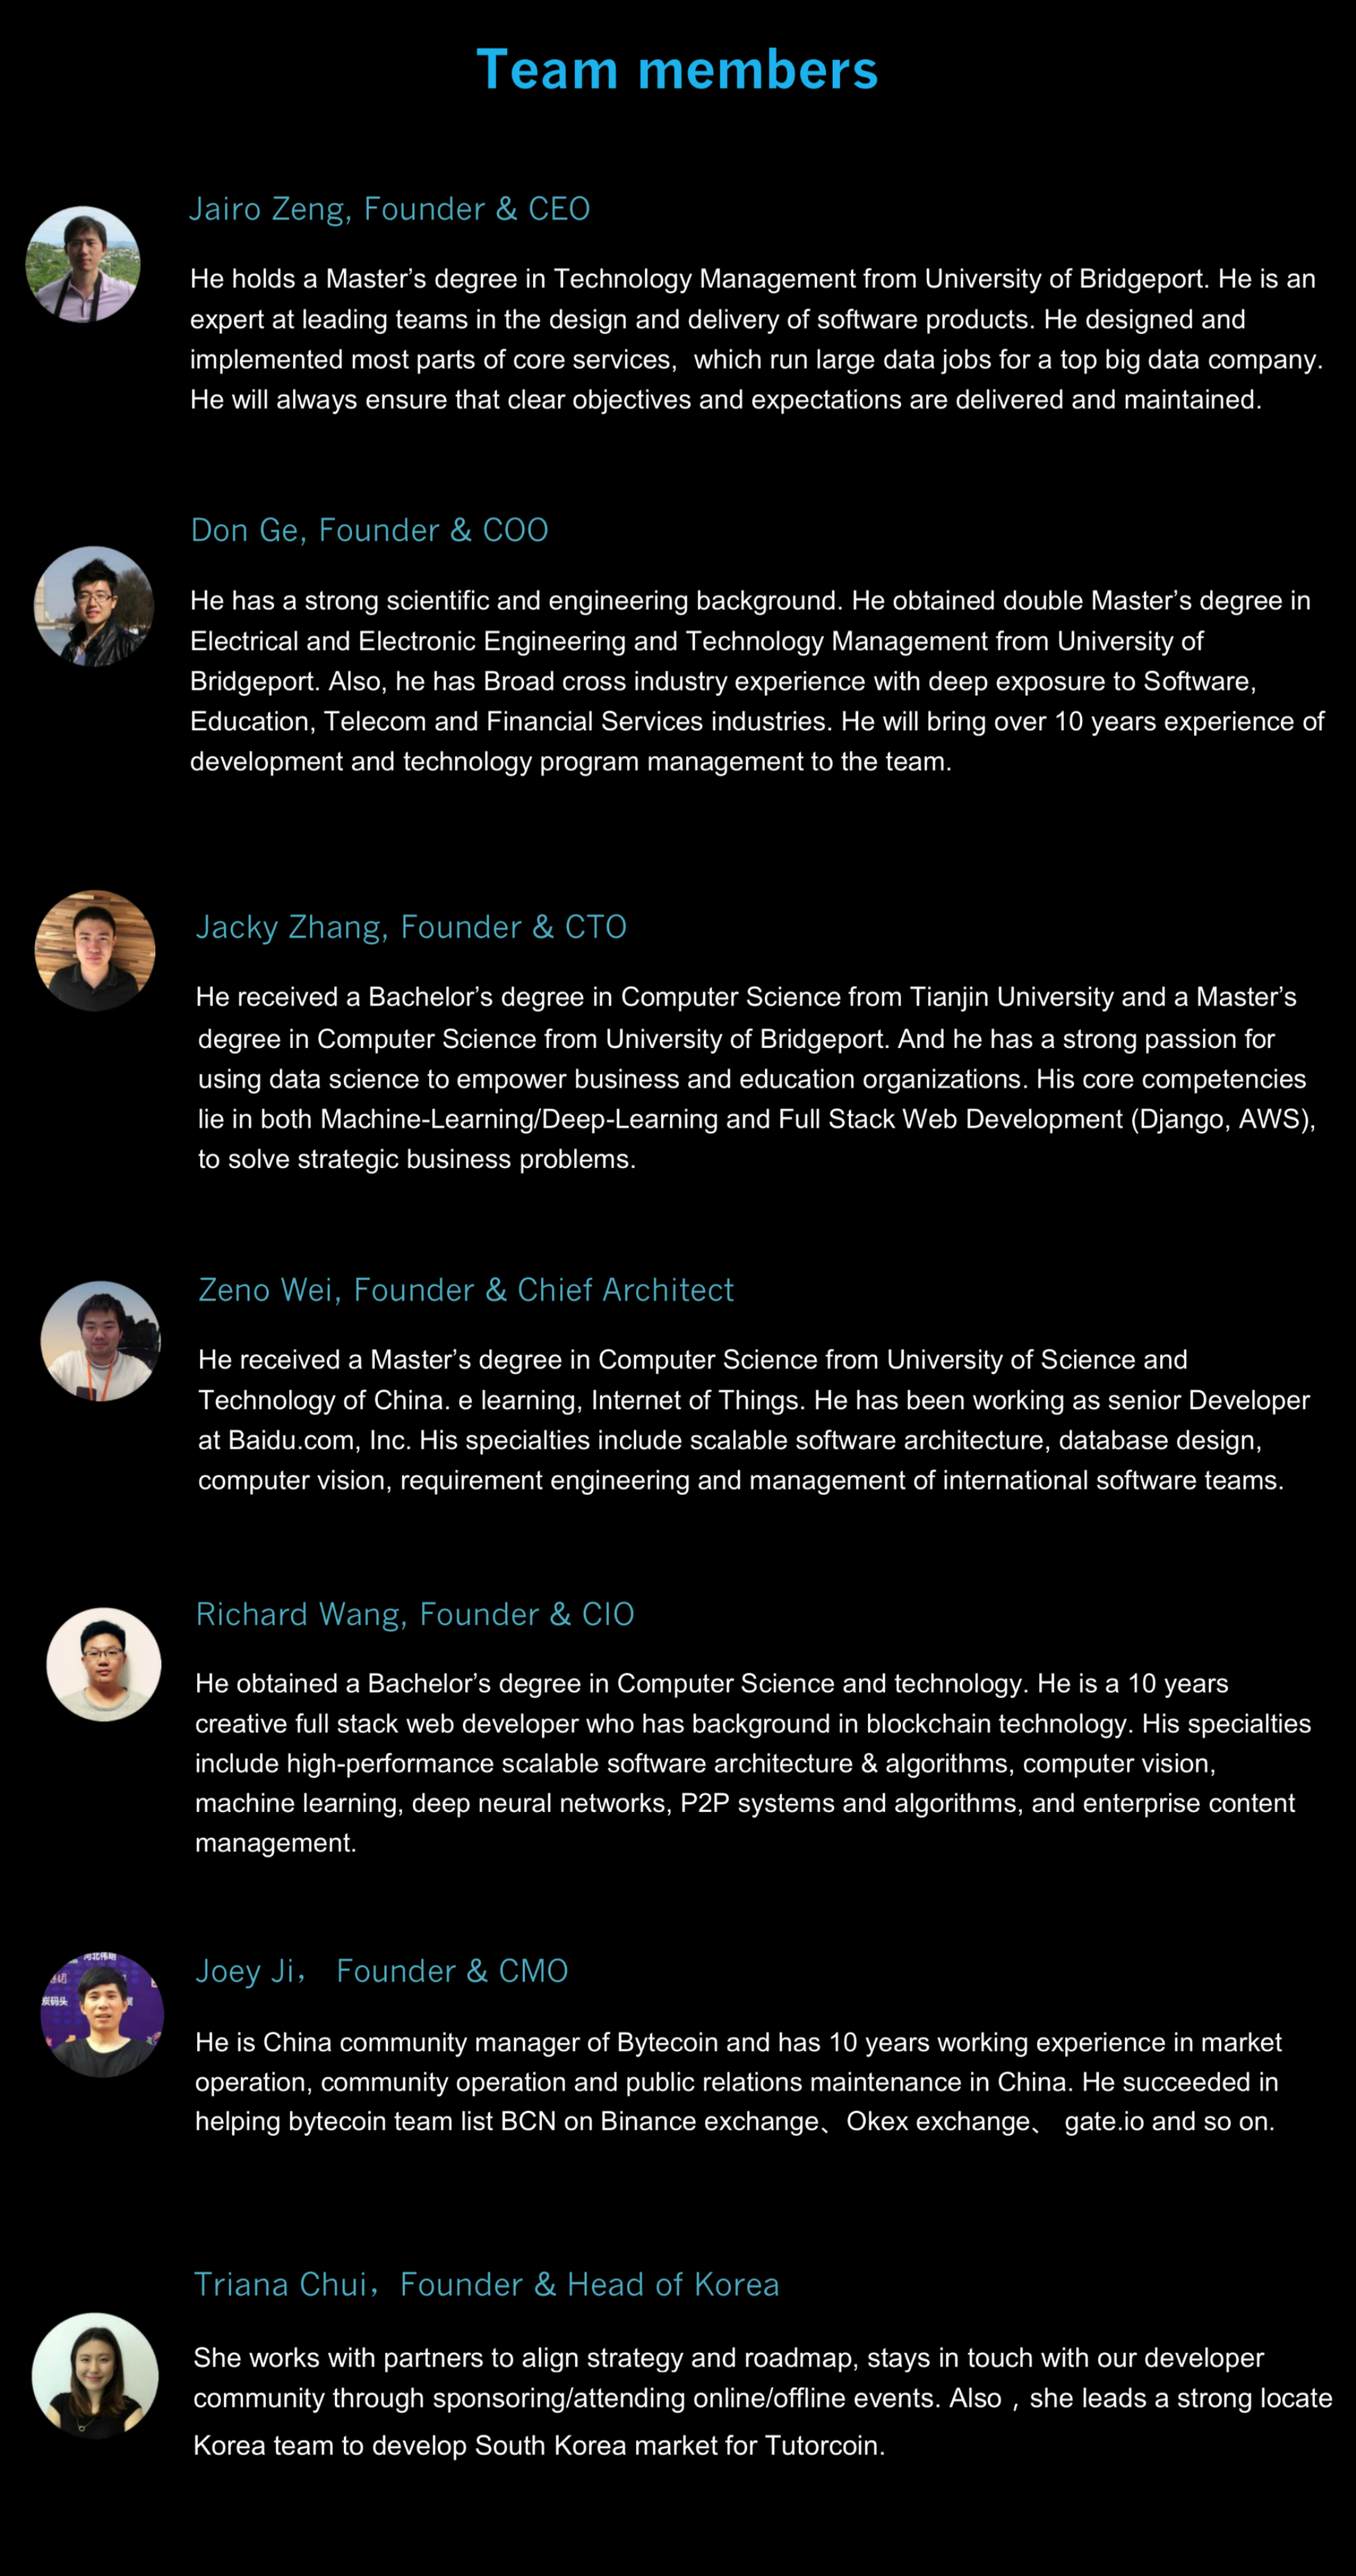 Team members
Jairo Zeng, Founder & CEO
He holds a Master’s degree in Technology Management from University of Bridgeport. He is an
expert at leading teams in the design and delivery of software products. He designed and
implemented most parts of core services,  which run large data jobs for a top big data company.
He will always ensure that clear objectives and expectations are delivered and maintained.
Don Ge, Founder & COO
He has a strong scientific and engineering background. He obtained double Master’s degree in
Electrical and Electronic Engineering and Technology Management from University of
Bridgeport. Also, he has Broad cross industry experience with deep exposure to Software,
Education, Telecom and Financial Services industries. He will bring over 10 years experience of
development and technology program management to the team.
Jacky Zhang, Founder & CTO
He received a Bachelor’s degree in Computer Science from Tianjin University and a Master’s
degree in Computer Science from University of Bridgeport. And he has a strong passion for
using data science to empower business and education organizations. His core competencies
lie in both Machine-Learning/Deep-Learning and Full Stack Web Development (Django, AWS),
to solve strategic business problems.
Zeno Wei, Founder & Chief Architect
He received a Master’s degree in Computer Science from University of Science and
Technology of China. e learning, Internet of Things. He has been working as senior Developer
at Baidu.com, Inc. His specialties include scalable software architecture, database design,
computer vision, requirement engineering and management of international software teams.
Richard Wang, Founder & CIO
He obtained a Bachelor’s degree in Computer Science and technology. He is a 10 years
creative full stack web developer who has background in blockchain technology. His specialties
include high-performance scalable software architecture & algorithms, computer vision,
machine learning, deep neural networks, P2P systems and algorithms, and enterprise content
management.
Joey Ji， Founder & CMO
He is China community manager of Bytecoin and has 10 years working experience in market
operation, community operation and public relations maintenance in China. He succeeded in
helping bytecoin team list BCN on Binance exchange、Okex exchange、 gate.io and so on.
Triana Chui，Founder & Head of Korea
She works with partners to align strategy and roadmap, stays in touch with our developer
community through sponsoring/attending online/offline events. Also，she leads a strong locate
Korea team to develop South Korea market for Tutorcoin.